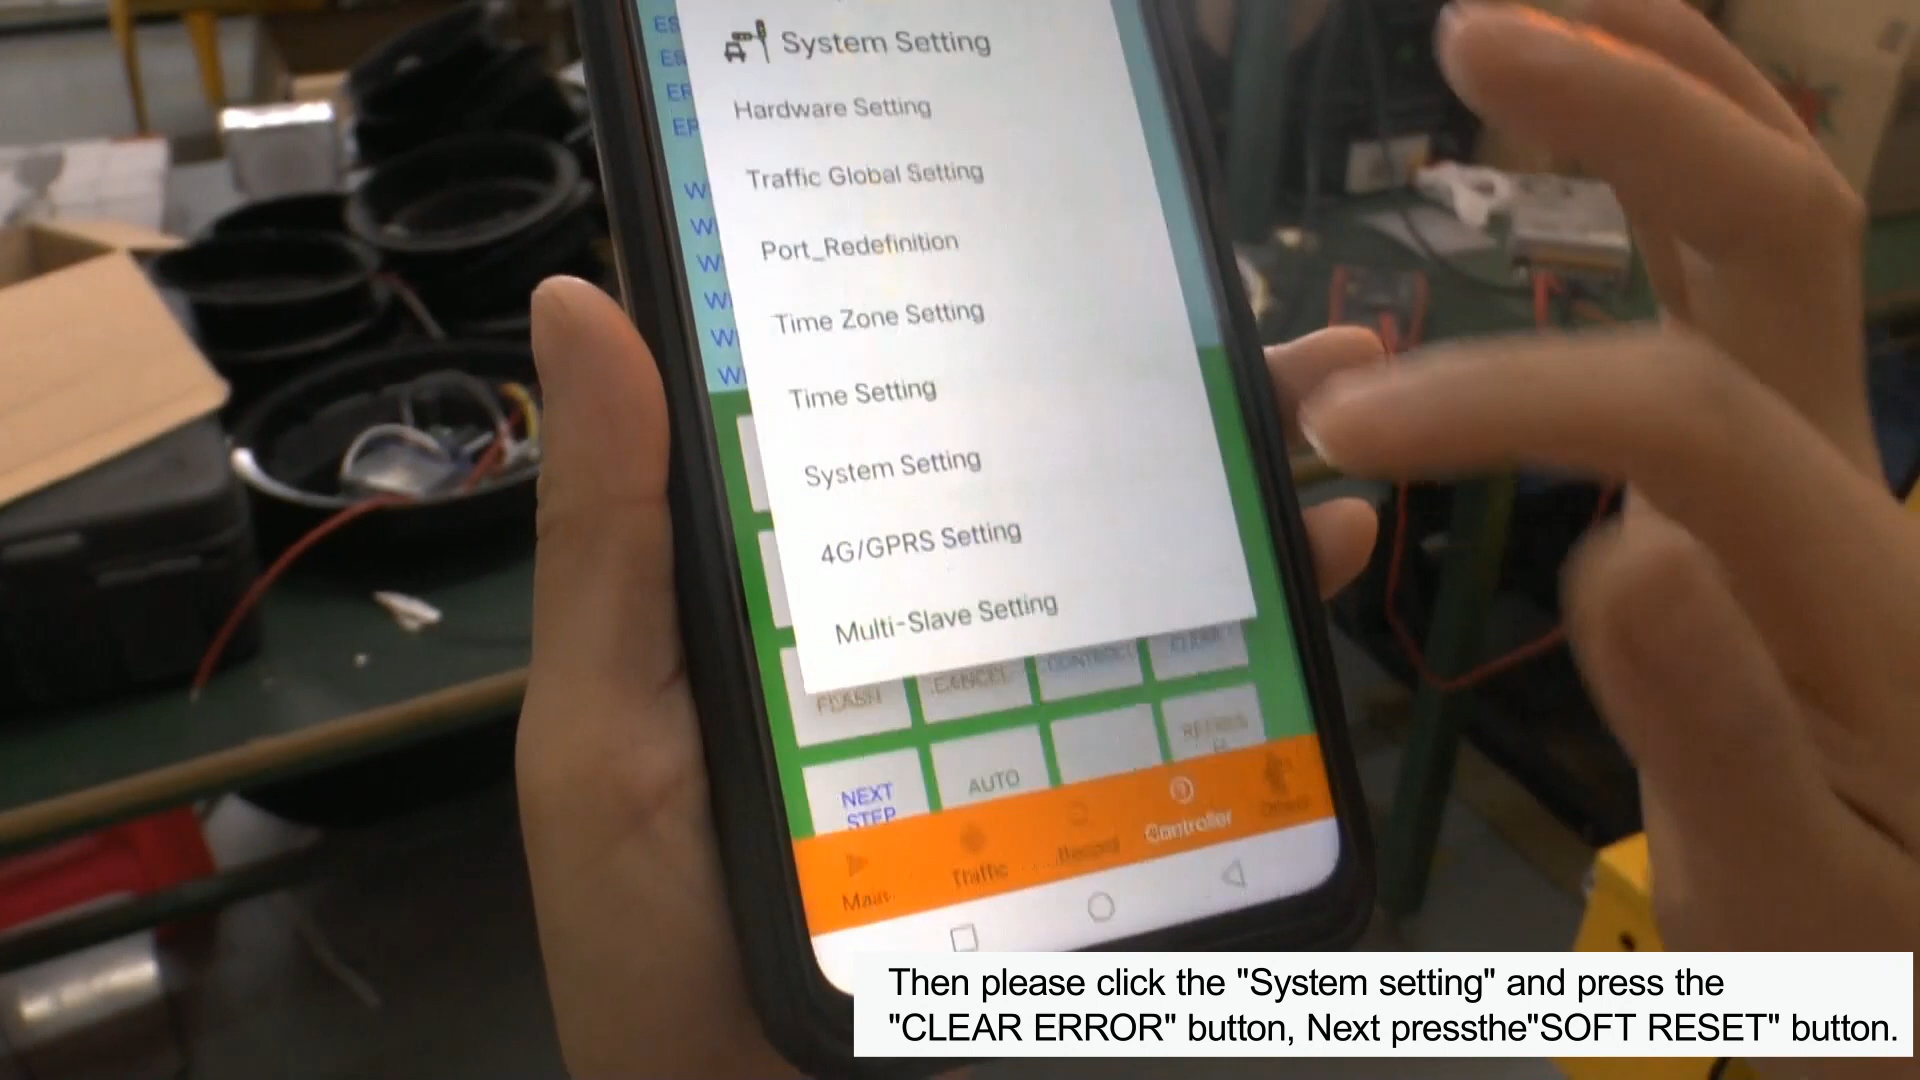 System Setting
Hardware Setting
Traffic Global Setting
Port_Redefinition
Time Zone Setting
Time Setting
System Setting
4G/GPRS Setting
Multi-Slave Setting
FLASH
CANCEL
NEXT
STEP
AUTO
Traffic
Record
Controller
Then please click the "System setting" and press the
"CLEAR ERROR" button, Next pressthe"SOFT RESET" button.